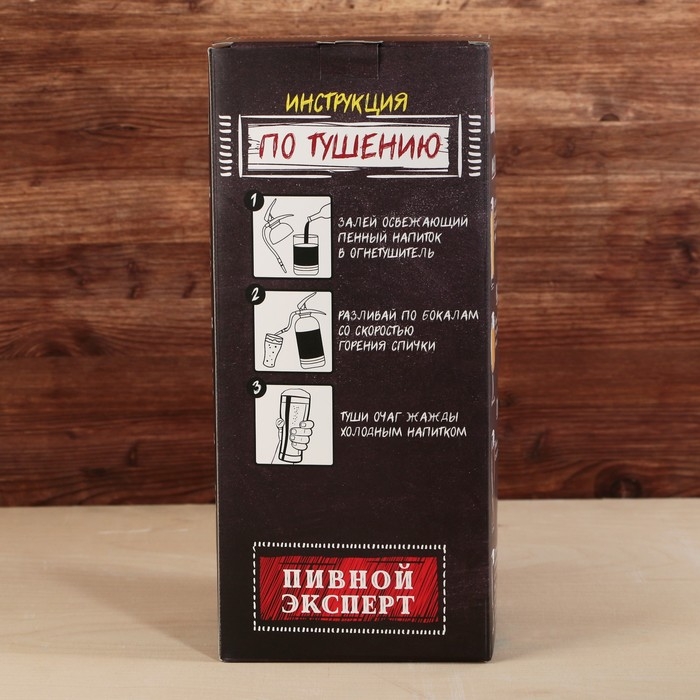 ИНСТРУКЦИЯ
ПО ТУШЕНИЮ
1
ЗАЛЕЙ ОСВЕЖАЮЩИЙ
ПЕННЫЙ НАПИТОК
В ОГНЕТУШИТЕЛЬ
2
РАЗЛИВАЙ ПО БОКАЛАМ
СО СКОРОСТЬЮ
ГОРЕНИЯ СПИЧКИ
3
ТУШИ ОЧАГ ЖАЖДЫ
ХОЛОДНЫМ НАПИТКОМ
ПИВНОЙ
ЭКСПЕРТ